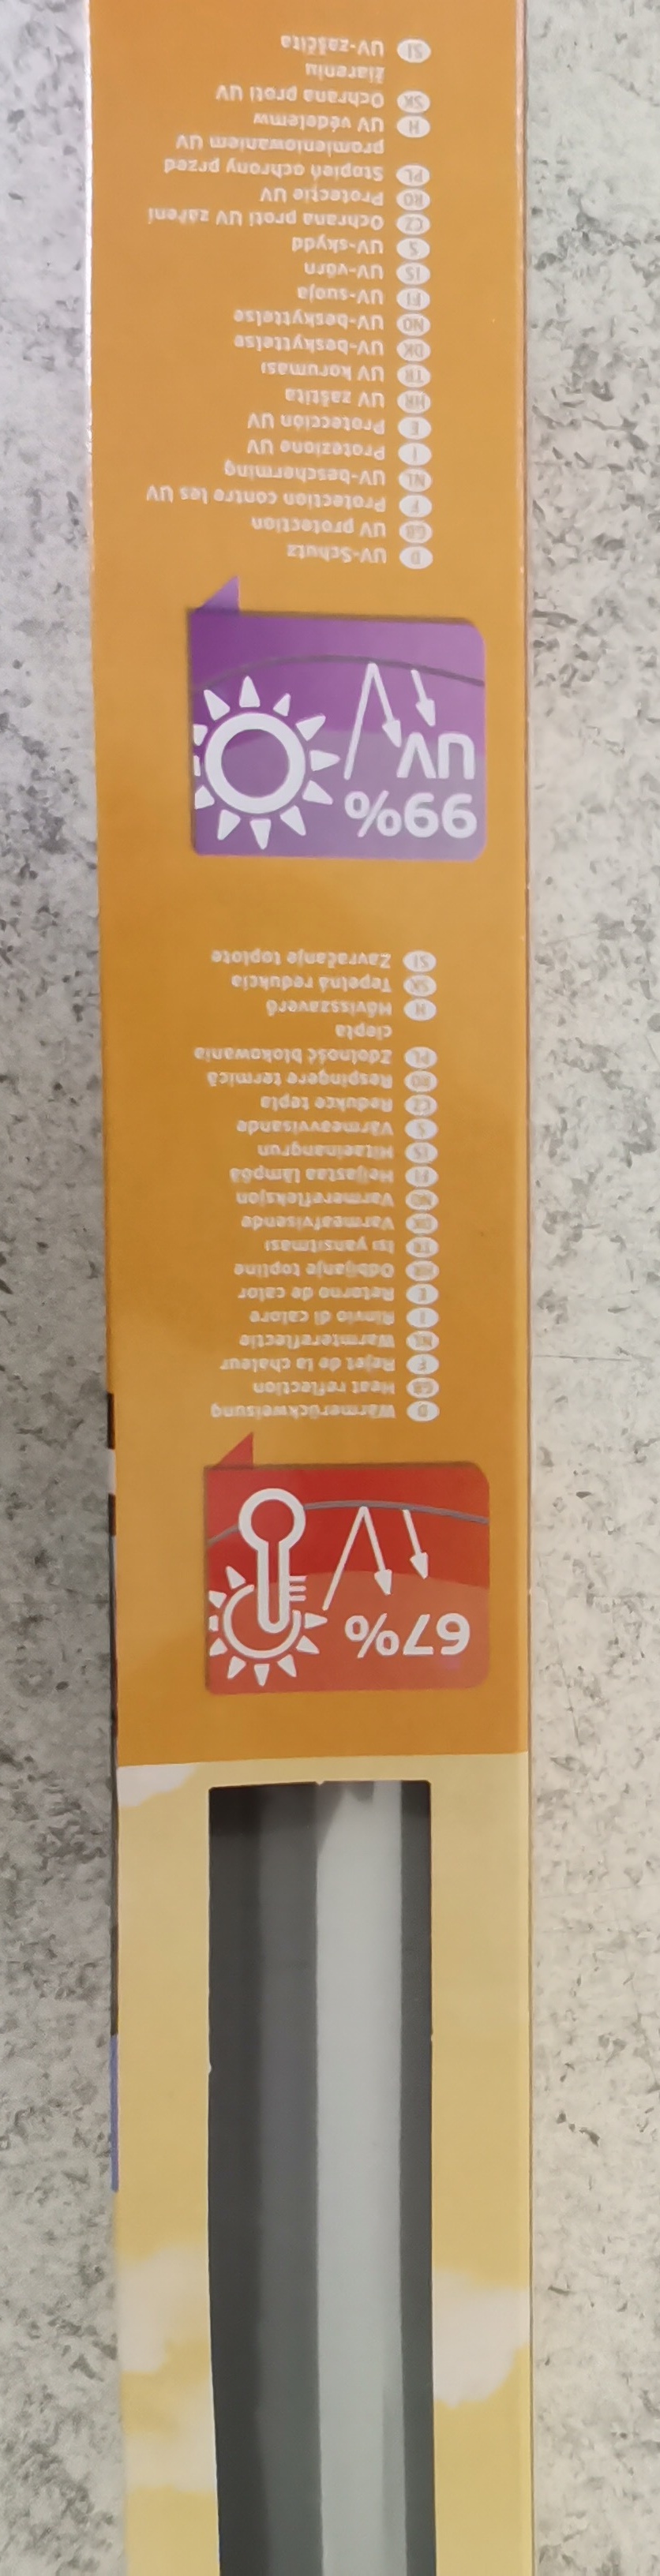 67%
D Wärmerückweisung
GB Heat reflection
F Rejet de la chaleur
NL Warmtereflectie
I Rinvio di calore
E Retorno de calor
HR Odbijanje topline
TR Isı yansıtması
DK Varmeafvisende
NO Varmerefleksjon
FI Heijastaa lämpöä
IS Hitaeinangrun
S Värmeavvisande
CZ Redukce tepla
RO Respingere termică
PL Zdolność blokowania
ciepła
H Hővisszaverő
SK Tepelná redukcia
SI Zavračanje toplote
99%
UV
D UV-Schutz
GB UV protection
F Protection contre les UV
NL UV-bescherming
I Protezione UV
E Protección UV
HR UV zaštita
TR UV koruması
DK UV-beskyttelse
NO UV-beskyttelse
FI UV-suoja
IS UV-vörn
S UV-skydd
CZ Ochrana proti UV záření
RO Protecție UV
PL Stopień ochrony przed
promieniowaniem UV
H UV védelemw
SK Ochrana proti UV
žiareniu
SI UV-zaščita